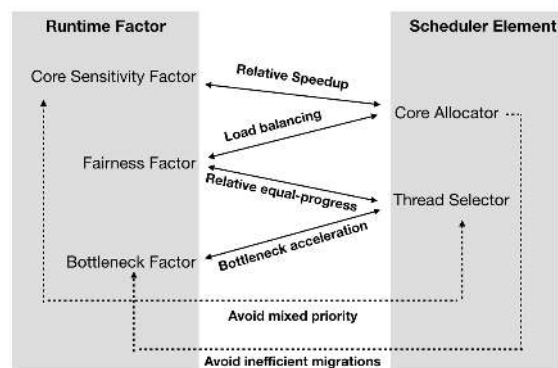 Runtime Factor
Scheduler Element
Core Sensitivity Factor
Relative Speedup
Core Allocator
Load balancing
Fairness Factor
Relative equal-progress
Thread Selector
Bottleneck acceleration
Bottleneck Factor
Avoid mixed priority
Avoid inefficient migrations